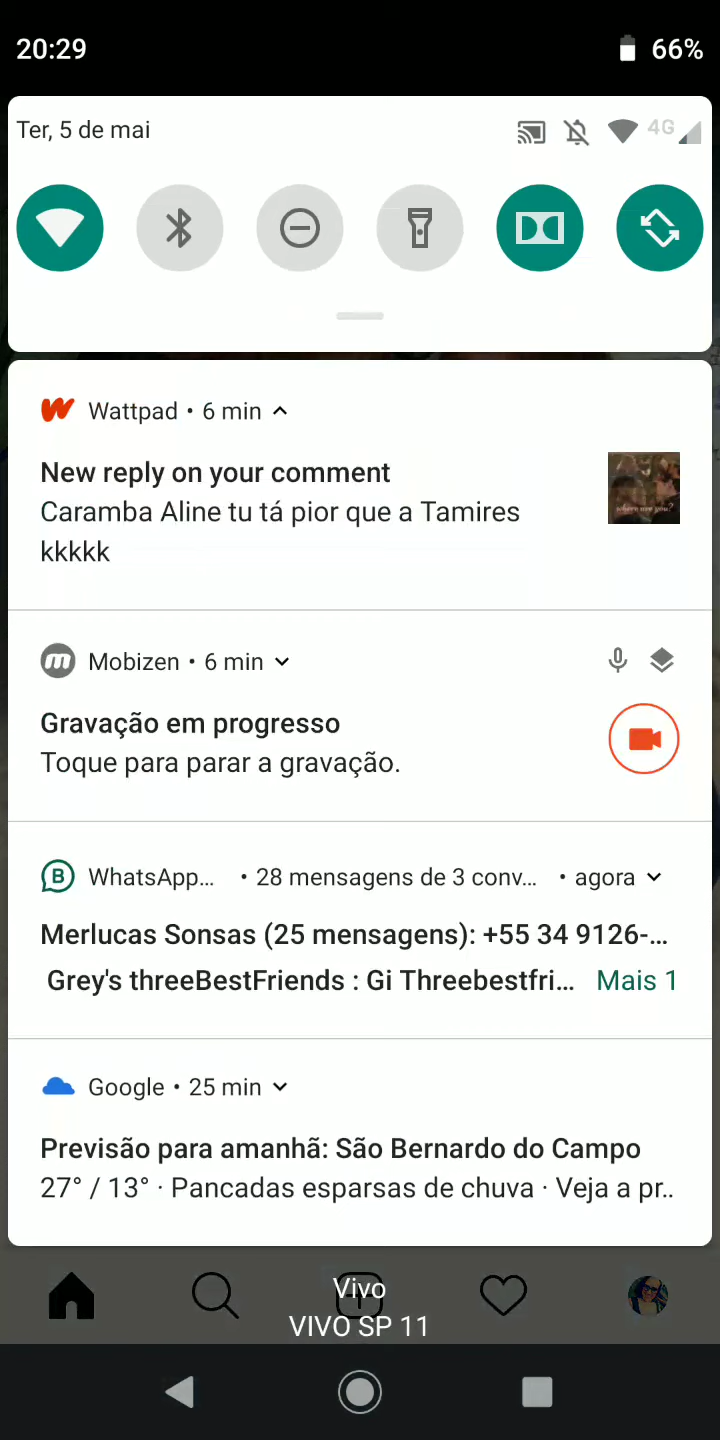 20:29 66%
Ter, 5 de mai 4G
Wattpad • 6 min
New reply on your comment
Caramba Aline tu tá pior que a Tamires
kkkkk
where are you?
Mobizen • 6 min
Gravação em progresso
Toque para parar a gravação.
WhatsApp... • 28 mensagens de 3 conv... • agora
Merlucas Sonsas (25 mensagens): +55 34 9126-...
Grey's threeBestFriends : Gi Threebestfri... Mais 1
Google • 25 min
Previsão para amanhã: São Bernardo do Campo
27° / 13° · Pancadas esparsas de chuva · Veja a pr..
Vivo
VIVO SP 11